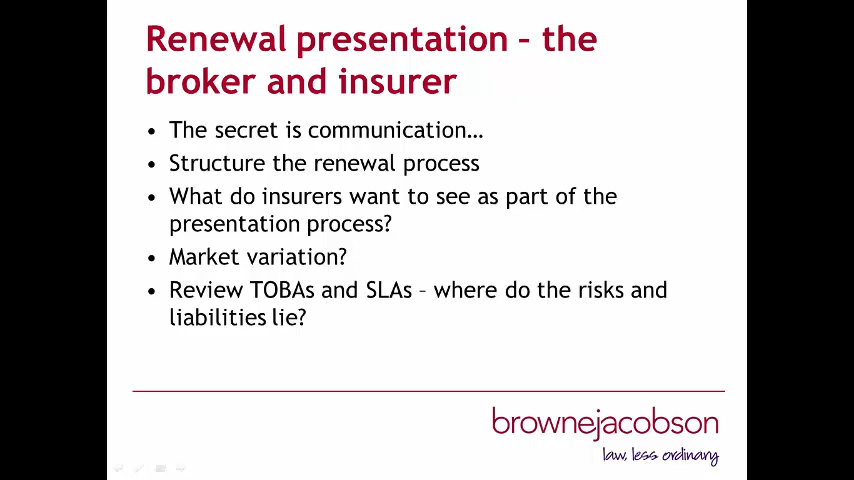 Renewal presentation – the
broker and insurer
• The secret is communication…
• Structure the renewal process
• What do insurers want to see as part of the
presentation process?
• Market variation?
• Review TOBAs and SLAs – where do the risks and
liabilities lie?
brownejacobson
law, less ordinary